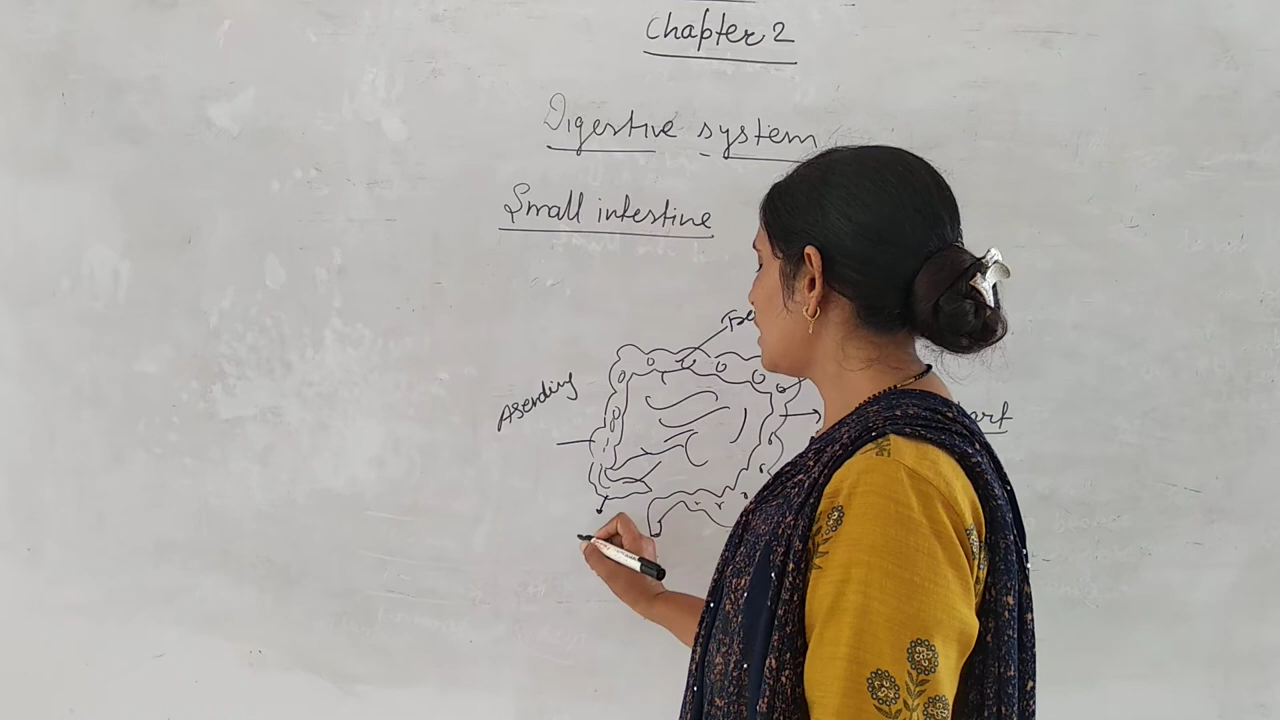 Chapter 2
Digestive system
Small intestine
Asending